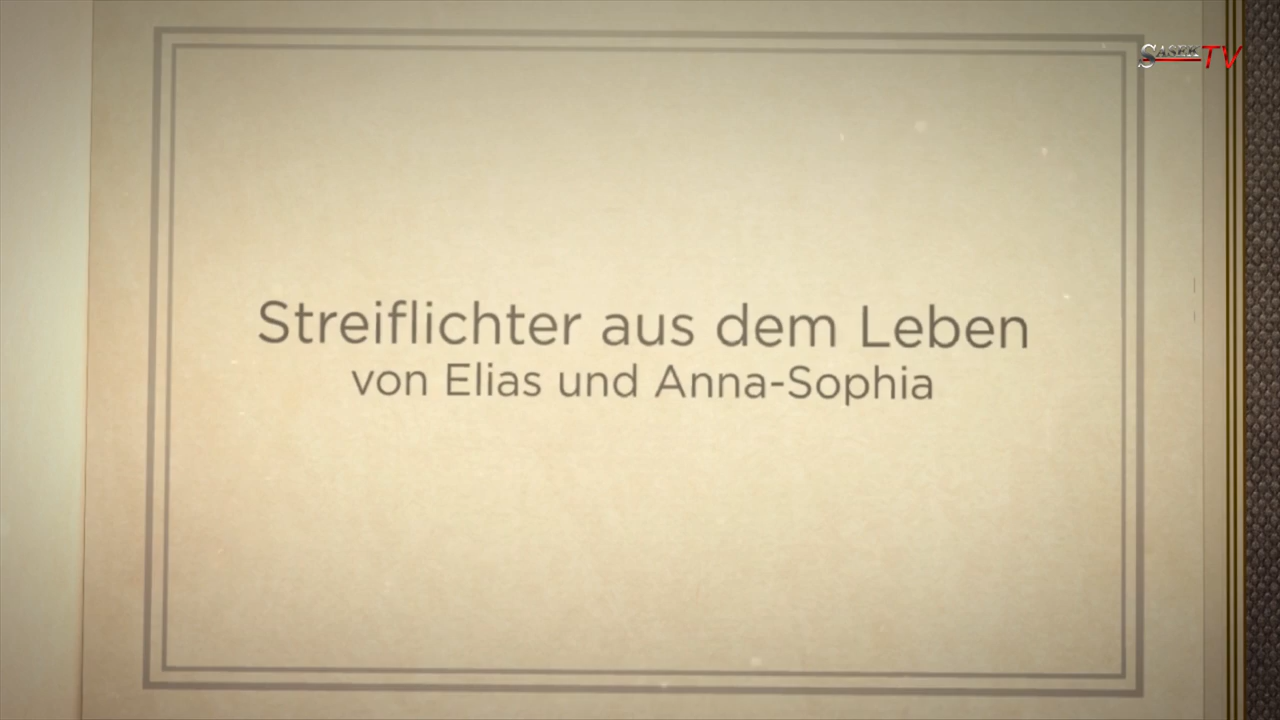 SASEK TV
Streiflichter aus dem Leben
von Elias und Anna-Sophia